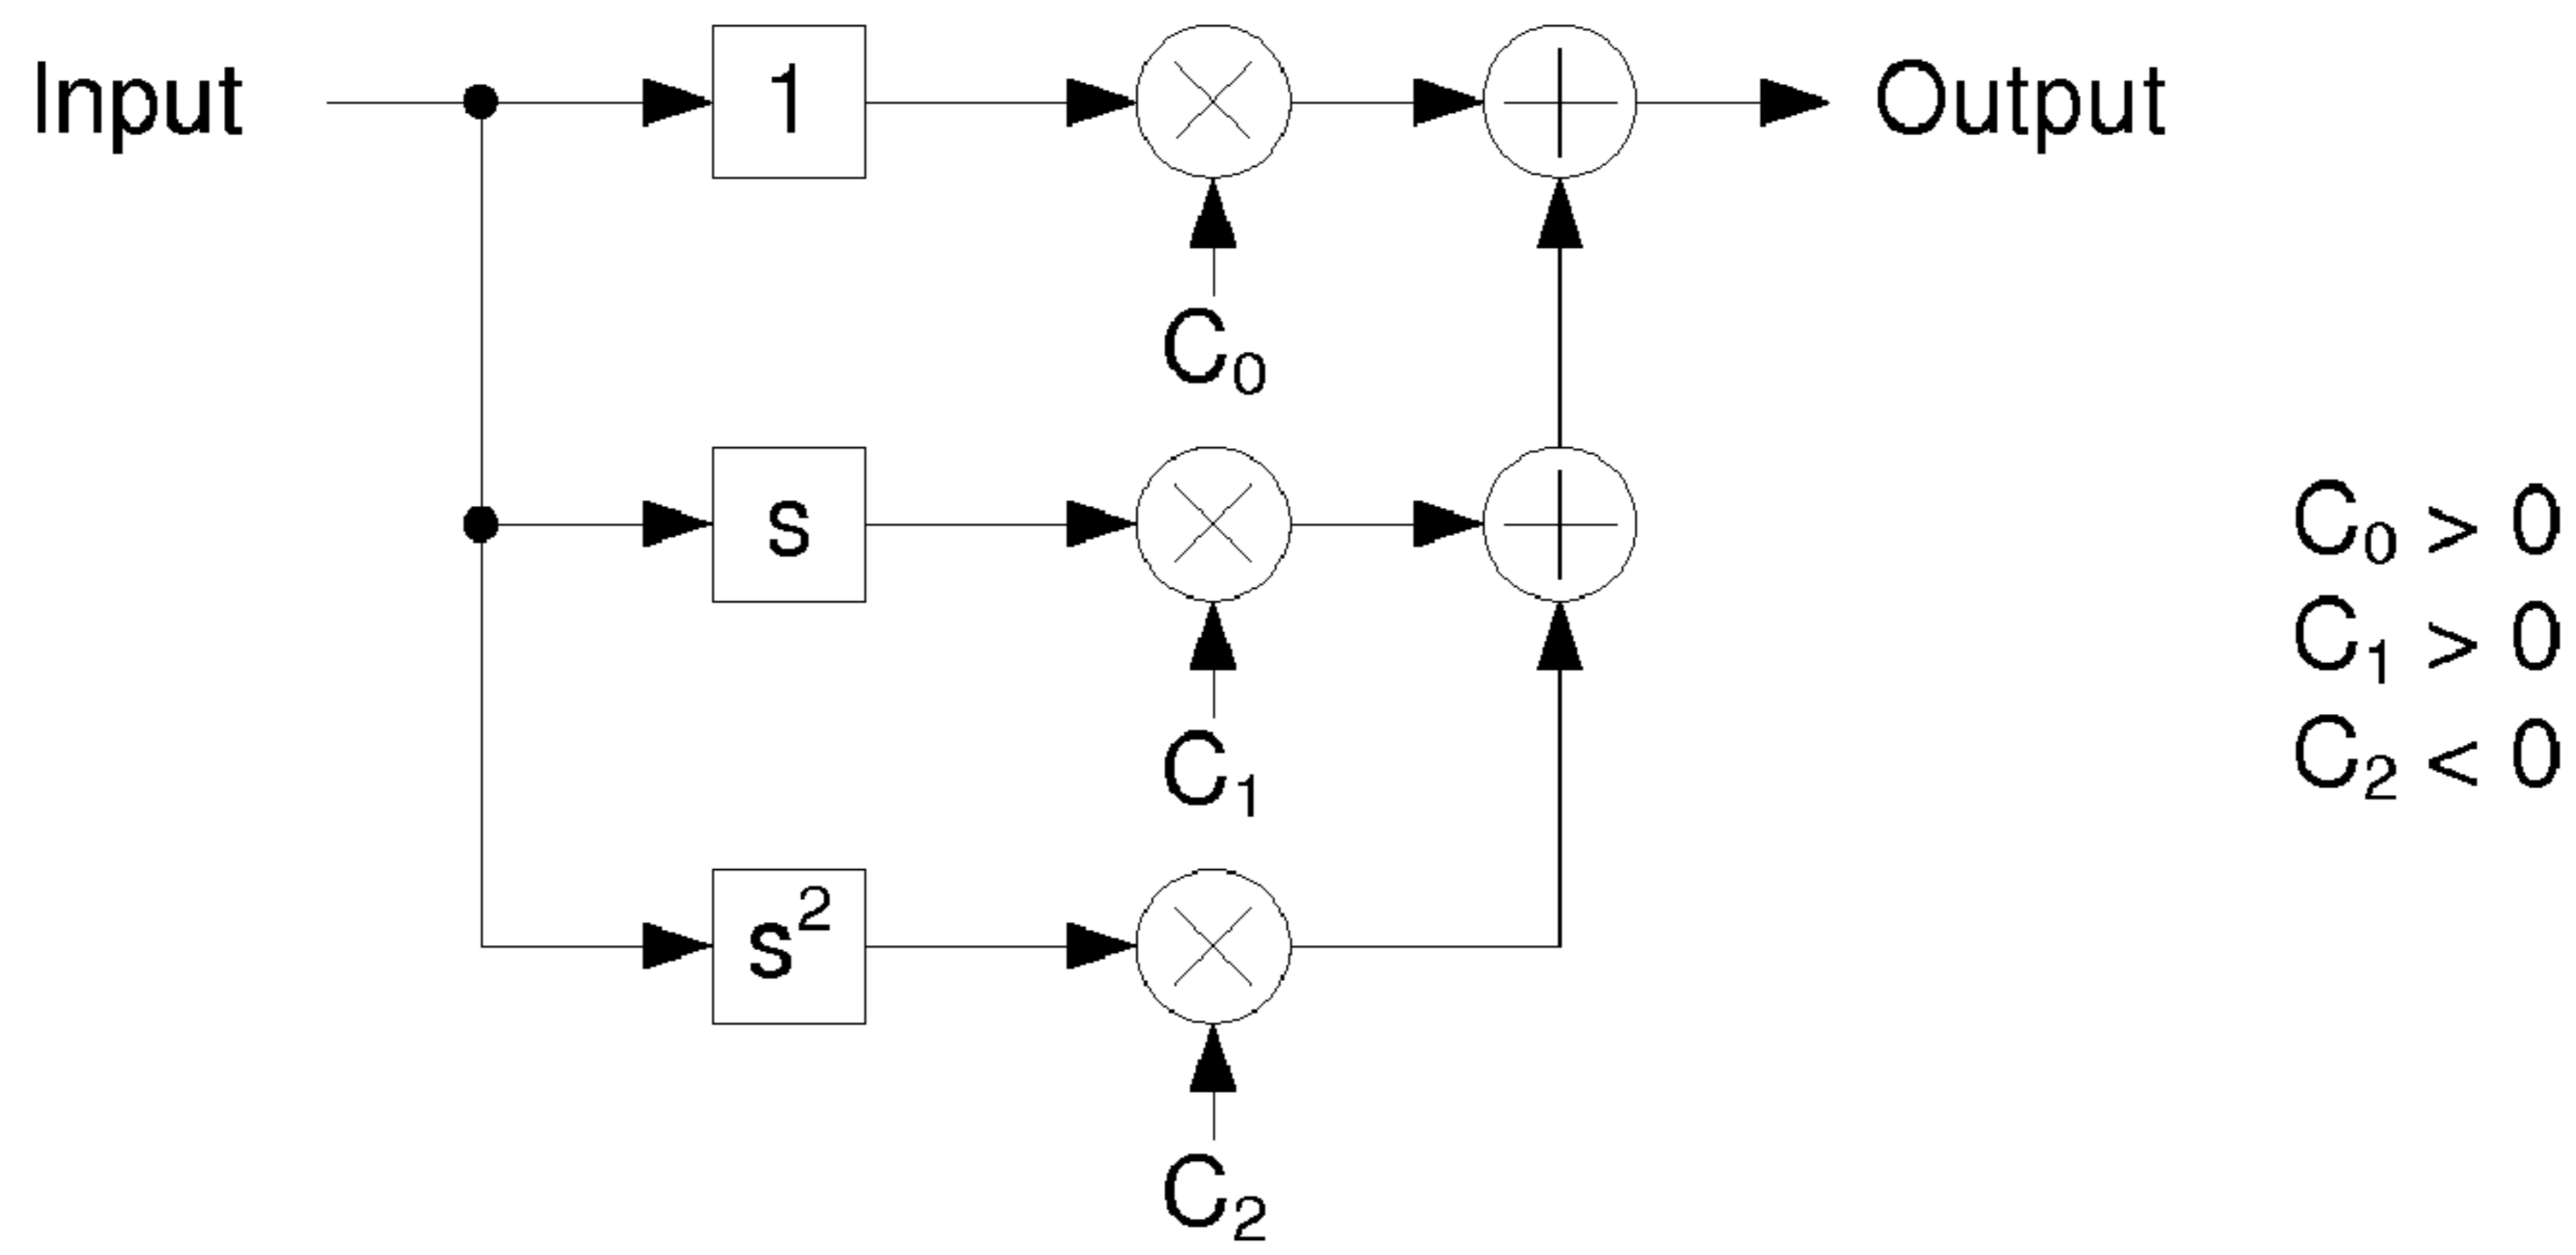 Input
1
Output
C₀
s
C₀ > 0
C₁ > 0
C₂ < 0
C₁
s²
C₂